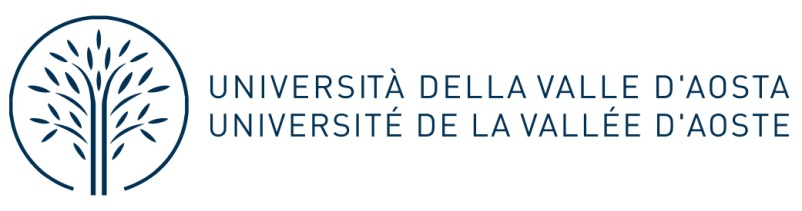 UNIVERSITÀ DELLA VALLE D'AOSTA
UNIVERSITÉ DE LA VALLÉE D'AOSTE